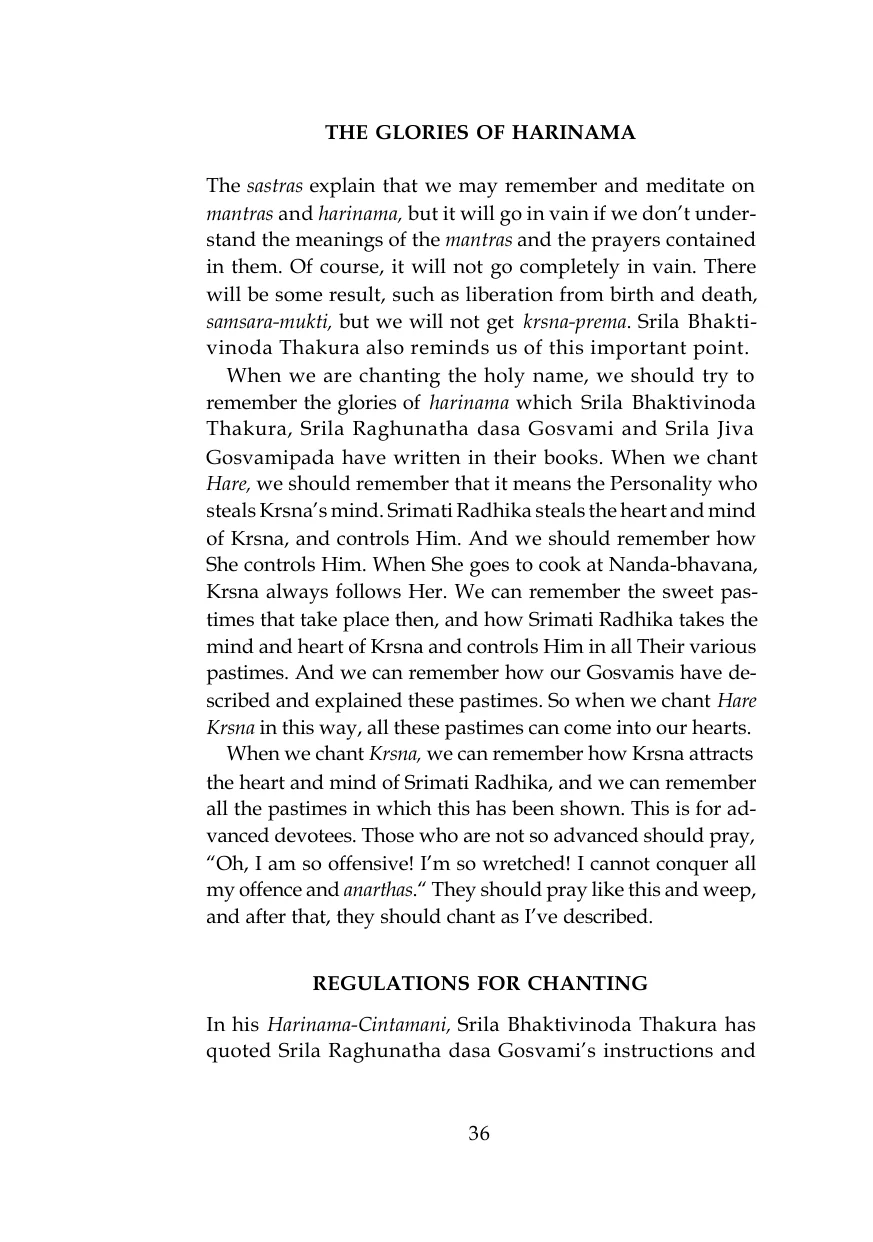 THE GLORIES OF HARINAMA
The sastras explain that we may remember and meditate on
mantras and harinama, but it will go in vain if we don’t under-
stand the meanings of the mantras and the prayers contained
in them. Of course, it will not go completely in vain. There
will be some result, such as liberation from birth and death,
samsara-mukti, but we will not get krsna-prema. Srila Bhakti-
vinoda Thakura also reminds us of this important point.
When we are chanting the holy name, we should try to
remember the glories of harinama which Srila Bhaktivinoda
Thakura, Srila Raghunatha dasa Gosvami and Srila Jiva
Gosvamipada have written in their books. When we chant
Hare, we should remember that it means the Personality who
steals Krsna’s mind. Srimati Radhika steals the heart and mind
of Krsna, and controls Him. And we should remember how
She controls Him. When She goes to cook at Nanda-bhavana,
Krsna always follows Her. We can remember the sweet pas-
times that take place then, and how Srimati Radhika takes the
mind and heart of Krsna and controls Him in all Their various
pastimes. And we can remember how our Gosvamis have de-
scribed and explained these pastimes. So when we chant Hare
Krsna in this way, all these pastimes can come into our hearts.
When we chant Krsna, we can remember how Krsna attracts
the heart and mind of Srimati Radhika, and we can remember
all the pastimes in which this has been shown. This is for ad-
vanced devotees. Those who are not so advanced should pray,
“Oh, I am so offensive! I’m so wretched! I cannot conquer all
my offence and anarthas.“ They should pray like this and weep,
and after that, they should chant as I’ve described.
REGULATIONS FOR CHANTING
In his Harinama-Cintamani, Srila Bhaktivinoda Thakura has
quoted Srila Raghunatha dasa Gosvami’s instructions and
36